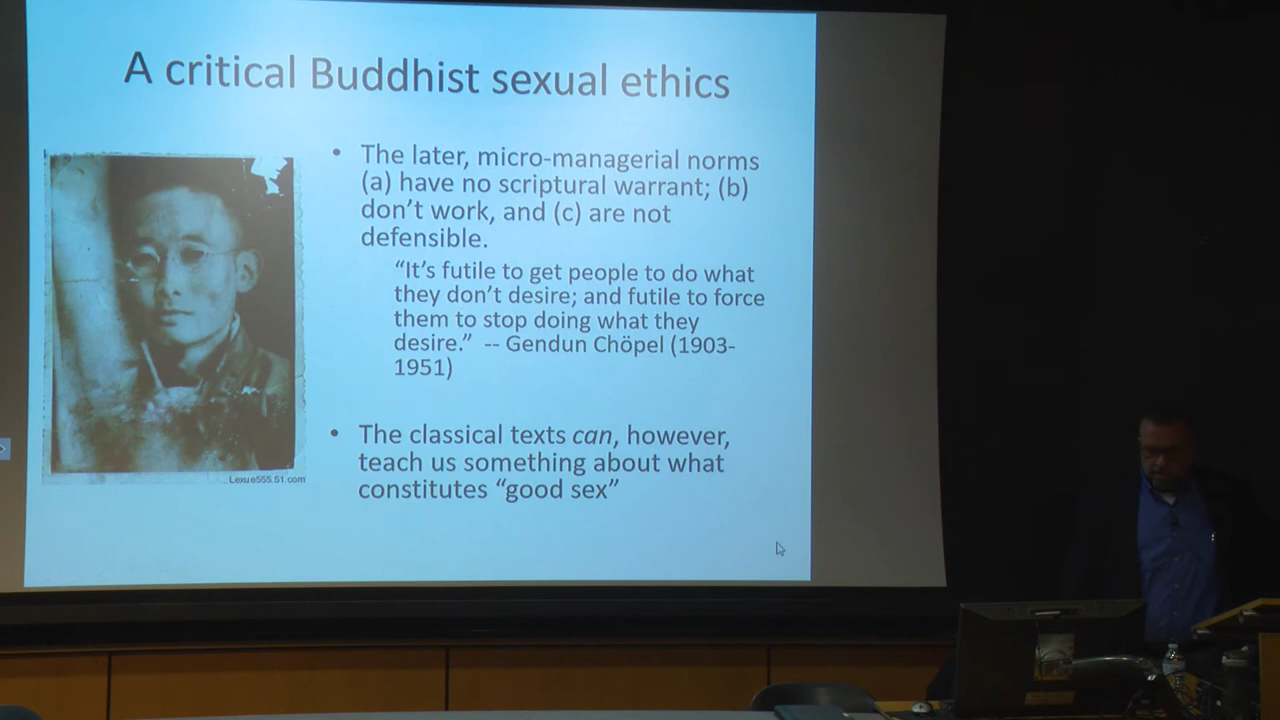 A critical Buddhist sexual ethics
• The later, micro-managerial norms
(a) have no scriptural warrant; (b)
don’t work, and (c) are not
defensible.
“It’s futile to get people to do what
they don’t desire; and futile to force
them to stop doing what they
desire.” -- Gendun Chöpel (1903-
1951)
• The classical texts can, however,
teach us something about what
constitutes “good sex”
Lexue555.51.com